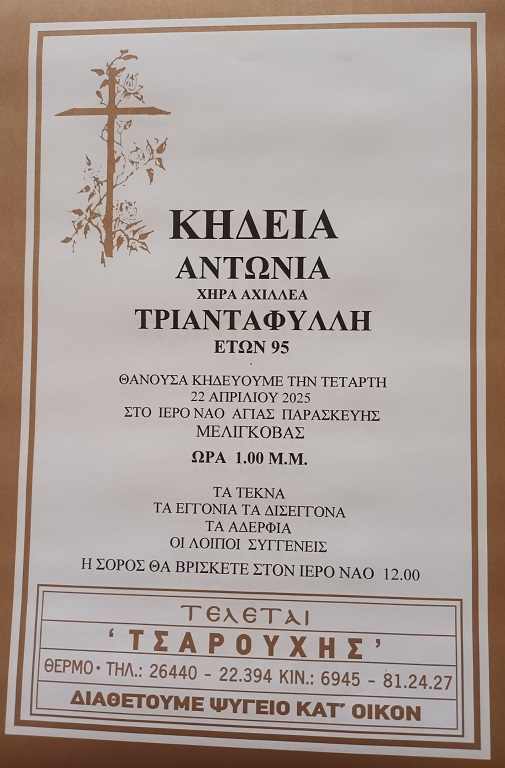 ΚΗΔΕΙΑ
ΑΝΤΩΝΙΑ
ΧΗΡΑ ΑΧΙΛΛΕΑ
ΤΡΙΑΝΤΑΦΥΛΛΗ
ΕΤΩΝ 95
ΘΑΝΟΥΣΑ ΚΗΔΕΥΟΥΜΕ ΤΗΝ ΤΕΤΑΡΤΗ
22 ΑΠΡΙΛΙΟΥ 2025
ΣΤΟ ΙΕΡΟ ΝΑΟ ΑΓΙΑΣ ΠΑΡΑΣΚΕΥΗΣ
ΜΕΛΙΓΚΟΒΑΣ
ΩΡΑ 1.00 Μ.Μ.
ΤΑ ΤΕΚΝΑ
ΤΑ ΕΓΓΟΝΙΑ ΤΑ ΔΙΣΕΓΓΟΝΑ
ΤΑ ΑΔΕΡΦΙΑ
ΟΙ ΛΟΙΠΟΙ ΣΥΓΓΕΝΕΙΣ
Η ΣΟΡΟΣ ΘΑ ΒΡΙΣΚΕΤΕ ΣΤΟΝ ΙΕΡΟ ΝΑΟ 12.00
ΤΕΛΕΤΑΙ
'ΤΣΑΡΟΥΧΗΣ'
ΘΕΡΜΟ • ΤΗΛ.: 26440 - 22.394 ΚΙΝ.: 6945 - 81.24.27
ΔΙΑΘΕΤΟΥΜΕ ΨΥΓΕΙΟ ΚΑΤ' ΟΙΚΟΝ